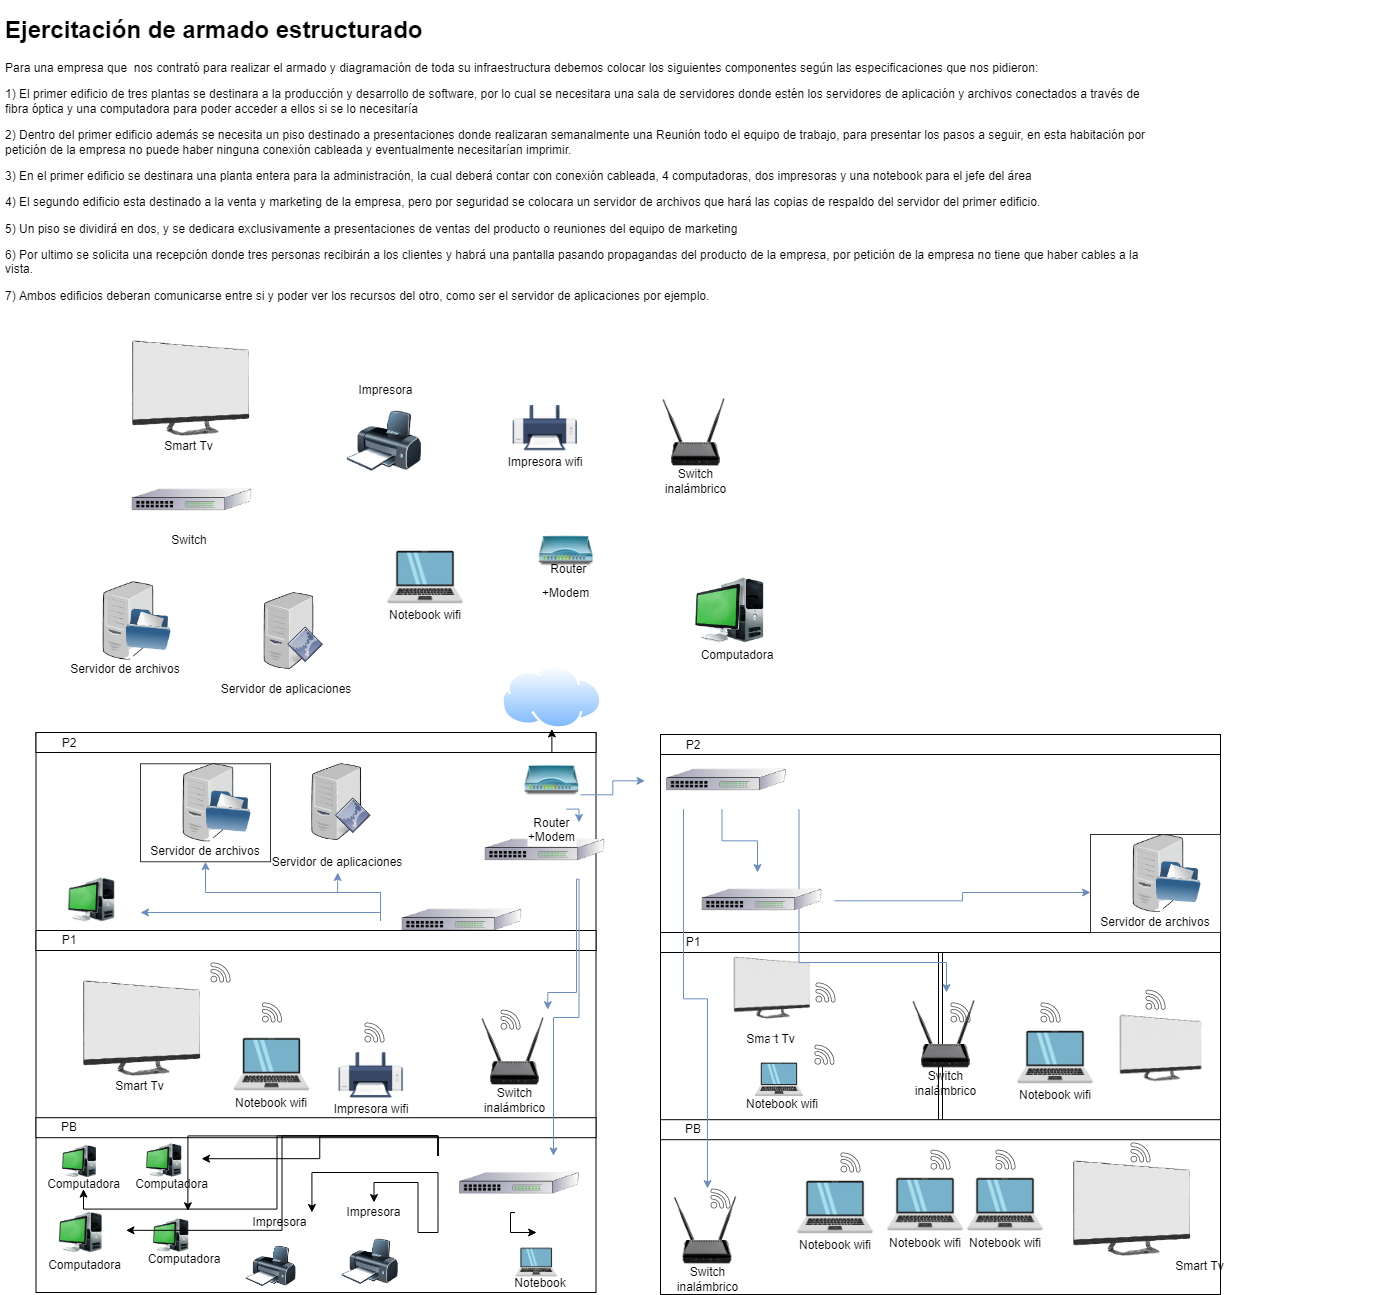 Ejercitación de armado estructurado
Para una empresa que  nos contrató para realizar el armado y diagramación de toda su infraestructura debemos colocar los siguientes componentes según las especificaciones que nos pidieron:
1) El primer edificio de tres plantas se destinara a la producción y desarrollo de software, por lo cual se necesitara una sala de servidores donde estén los servidores de aplicación y archivos conectados a través de
fibra óptica y una computadora para poder acceder a ellos si se lo necesitaría
2) Dentro del primer edificio además se necesita un piso destinado a presentaciones donde realizaran semanalmente una Reunión todo el equipo de trabajo, para presentar los pasos a seguir, en esta habitación por
petición de la empresa no puede haber ninguna conexión cableada y eventualmente necesitarían imprimir.
3) En el primer edificio se destinara una planta entera para la administración, la cual deberá contar con conexión cableada, 4 computadoras, dos impresoras y una notebook para el jefe del área
4) El segundo edificio esta destinado a la venta y marketing de la empresa, pero por seguridad se colocara un servidor de archivos que hará las copias de respaldo del servidor del primer edificio.
5) Un piso se dividirá en dos, y se dedicara exclusivamente a presentaciones de ventas del producto o reuniones del equipo de marketing
6) Por ultimo se solicita una recepción donde tres personas recibirán a los clientes y habrá una pantalla pasando propagandas del producto de la empresa, por petición de la empresa no tiene que haber cables a la
vista.
7) Ambos edificios deberan comunicarse entre si y poder ver los recursos del otro, como ser el servidor de aplicaciones por ejemplo.
Impresora
Smart Tv
Impresora wifi
Switch
inalámbrico
Switch
Router
+Modem
Notebook wifi
Servidor de archivos
Computadora
Servidor de aplicaciones
P2
Router
+Modem
Servidor de archivos
Servidor de aplicaciones
P1
Smart Tv
Notebook wifi
Impresora wifi
Switch
inalámbrico
PB
Computadora
Computadora
Impresora
Impresora
Computadora
Computadora
Notebook
P2
Servidor de archivos
P1
Smart Tv
Notebook wifi
Switch
inalámbrico
Notebook wifi
PB
Notebook wifi
Notebook wifi
Notebook wifi
Smart Tv
Switch
inalámbrico